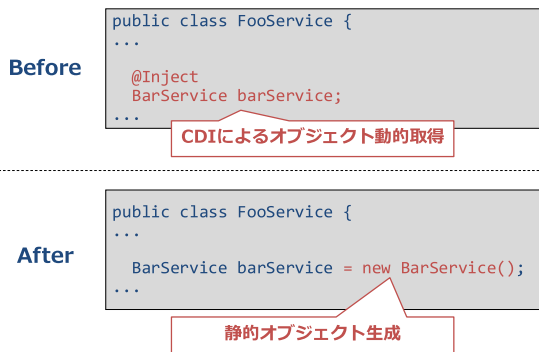 Before
public class FooService {
...
@Inject
BarService barService;
...
CDIによるオブジェクト動的取得
After
public class FooService {
...
BarService barService = new BarService();
...
静的オブジェクト生成